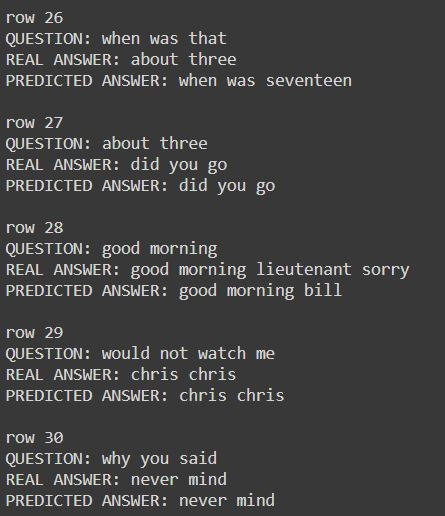 row 26
QUESTION: when was that
REAL ANSWER: about three
PREDICTED ANSWER: when was seventeen
row 27
QUESTION: about three
REAL ANSWER: did you go
PREDICTED ANSWER: did you go
row 28
QUESTION: good morning
REAL ANSWER: good morning lieutenant sorry
PREDICTED ANSWER: good morning bill
row 29
QUESTION: would not watch me
REAL ANSWER: chris chris
PREDICTED ANSWER: chris chris
row 30
QUESTION: why you said
REAL ANSWER: never mind
PREDICTED ANSWER: never mind